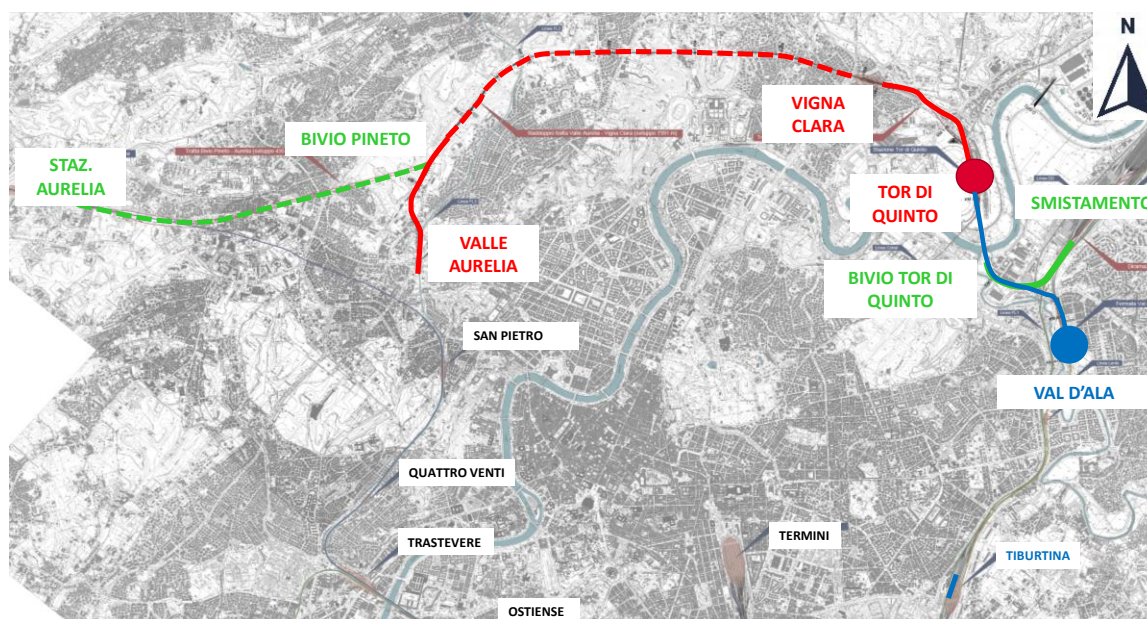 N
VIGNA
CLARA
BIVIO PINETO
STAZ.
AURELIA
TOR DI
QUINTO
SMISTAMENTO
VALLE
AURELIA
BIVIO TOR DI
QUINTO
SAN PIETRO
VAL D'ALA
QUATTRO VENTI
TERMINI
TRASTEVERE
TIBURTINA
OSTIENSE